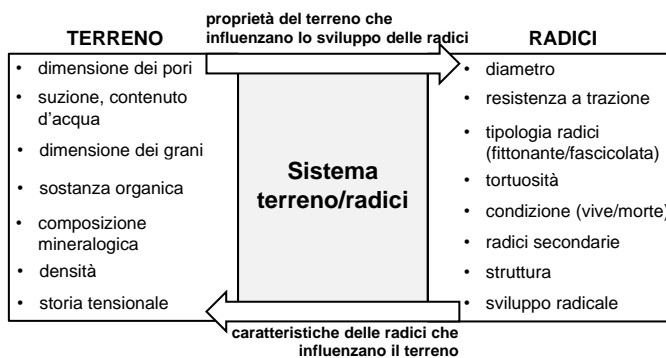 proprietà del terreno che
influenzano lo sviluppo delle radici
TERRENO
• dimensione dei pori
• suzione, contenuto
d'acqua
• dimensione dei grani
• sostanza organica
• composizione
mineralogica
• densità
• storia tensionale
Sistema
terreno/radici
RADICI
• diametro
• resistenza a trazione
• tipologia radici
(fittonante/fascicolata)
• tortuosità
• condizione (vive/morte)
• radici secondarie
• struttura
• sviluppo radicale
caratteristiche delle radici che
influenzano il terreno